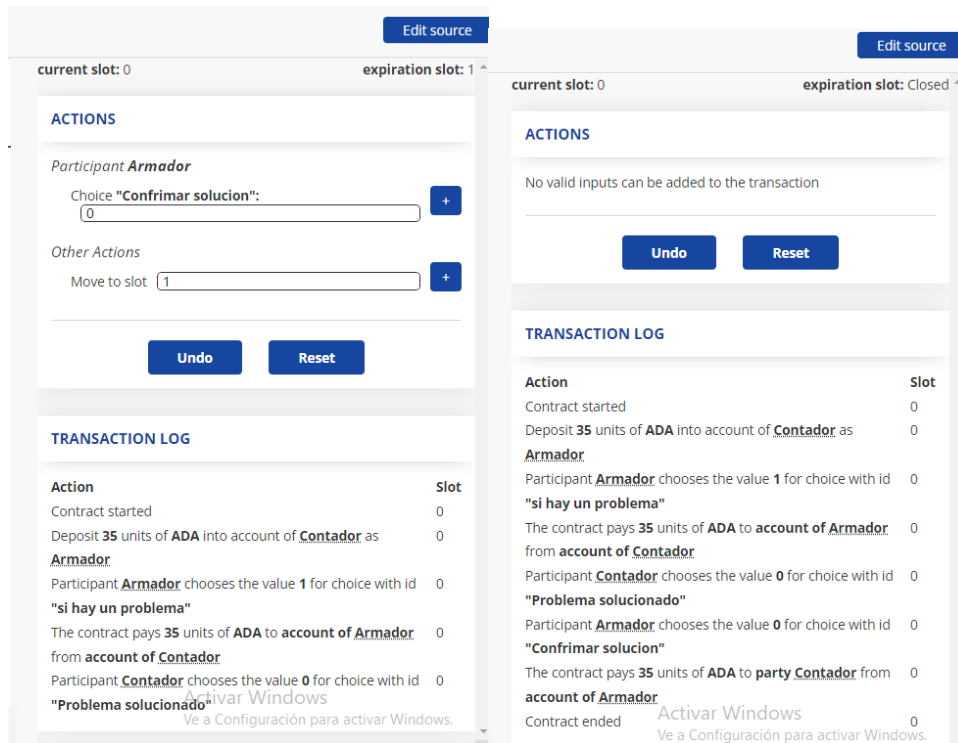 Edit source
current slot: 0 expiration slot: 1
ACTIONS
Participant Armador
Choice "Confrimar solucion":
0
+
Other Actions
Move to slot 1
+
Undo Reset
TRANSACTION LOG
Action Slot
Contract started 0
Deposit 35 units of ADA into account of Contador as 0
Armador
Participant Armador chooses the value 1 for choice with id 0
"si hay un problema"
The contract pays 35 units of ADA to account of Armador 0
from account of Contador
Participant Contador chooses the value 0 for choice with id 0
"Problema solucionado"
Activar Windows
Ve a Configuración para activar Windows.
Edit source
current slot: 0 expiration slot: Closed
ACTIONS
No valid inputs can be added to the transaction
Undo Reset
TRANSACTION LOG
Action Slot
Contract started 0
Deposit 35 units of ADA into account of Contador as 0
Armador
Participant Armador chooses the value 1 for choice with id 0
"si hay un problema"
The contract pays 35 units of ADA to account of Armador 0
from account of Contador
Participant Contador chooses the value 0 for choice with id 0
"Problema solucionado"
Participant Armador chooses the value 0 for choice with id 0
"Confrimar solucion"
The contract pays 35 units of ADA to party Contador from 0
account of Armador
Contract ended 0
Activar Windows
Ve a Configuración para activar Windows.